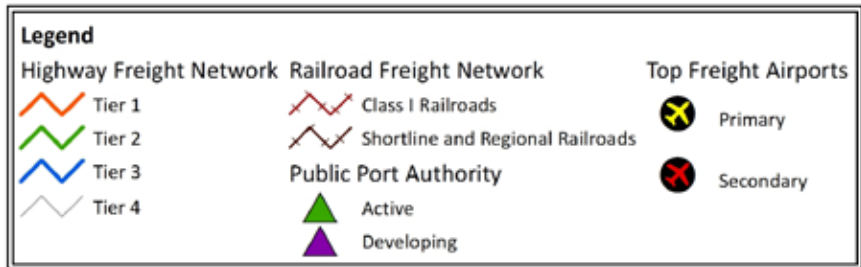 Legend
Highway Freight Network
Tier 1
Tier 2
Tier 3
Tier 4
Railroad Freight Network
Class I Railroads
Shortline and Regional Railroads
Public Port Authority
Active
Developing
Top Freight Airports
Primary
Secondary